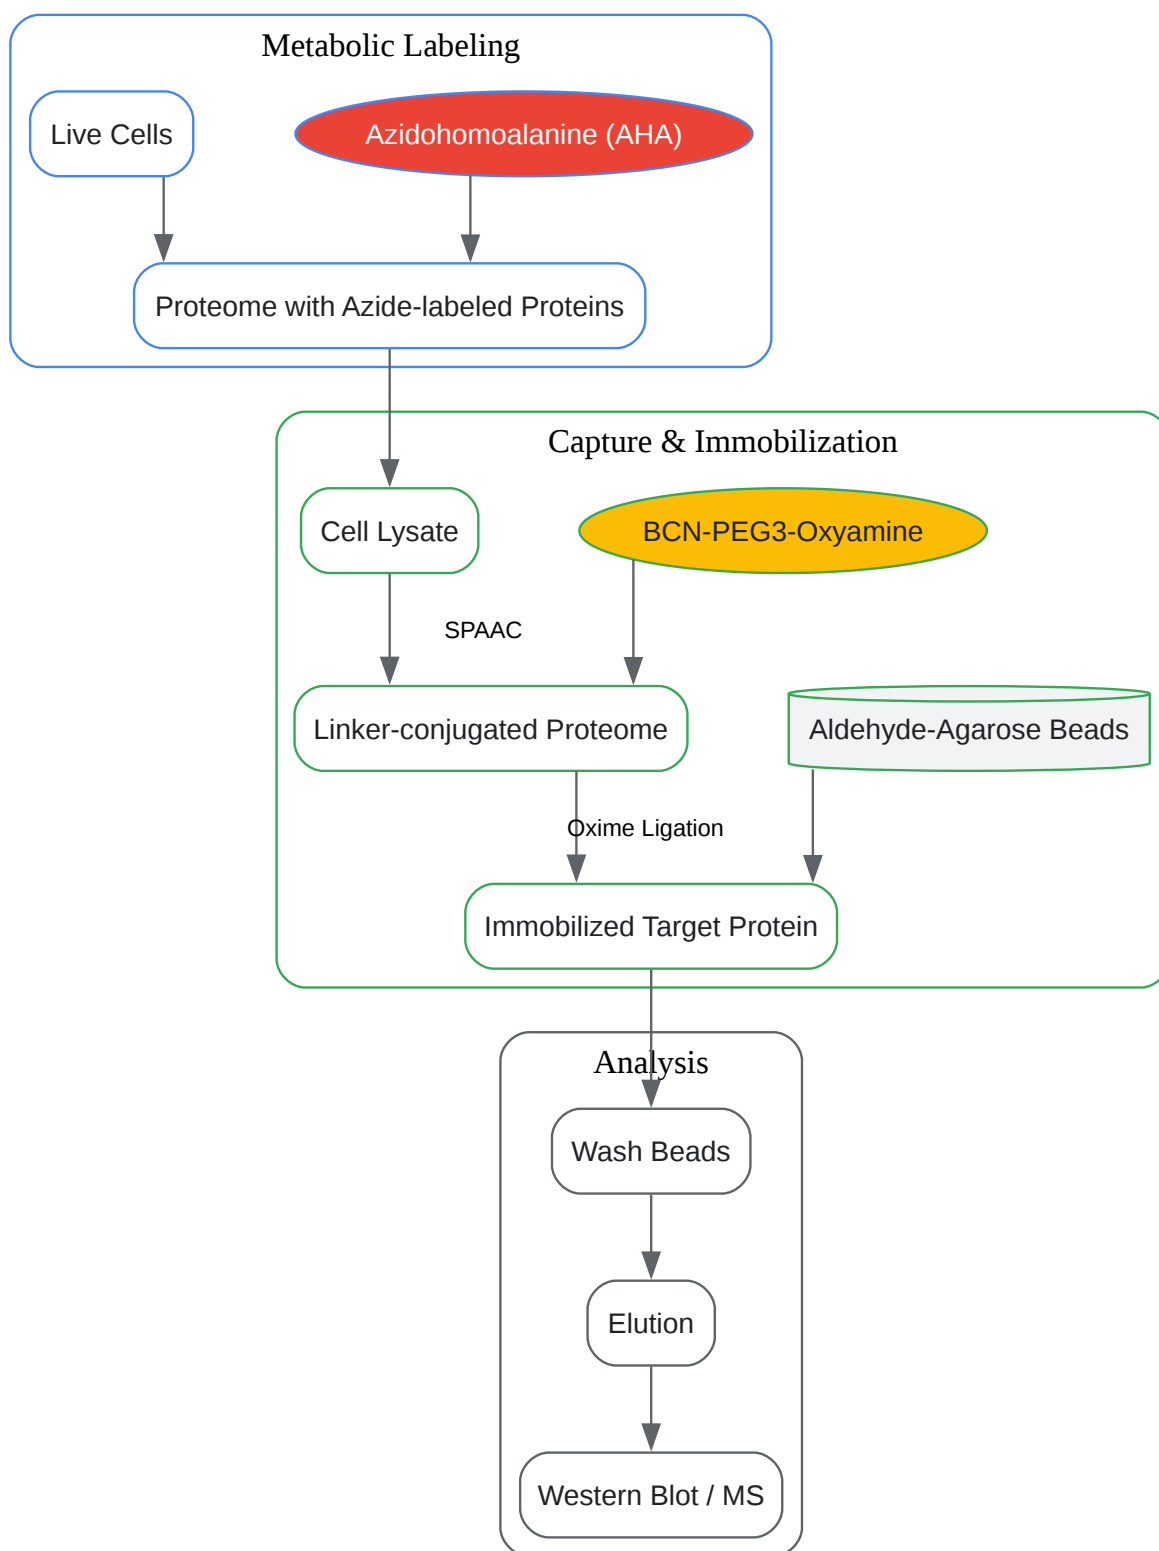 Metabolic Labeling
Live Cells
Azidohomoalanine (AHA)
Proteome with Azide-labeled Proteins
Capture & Immobilization
Cell Lysate
BCN-PEG3-Oxyamine
SPAAC
Linker-conjugated Proteome
Aldehyde-Agarose Beads
Oxime Ligation
Immobilized Target Protein
Analysis
Wash Beads
Elution
Western Blot / MS